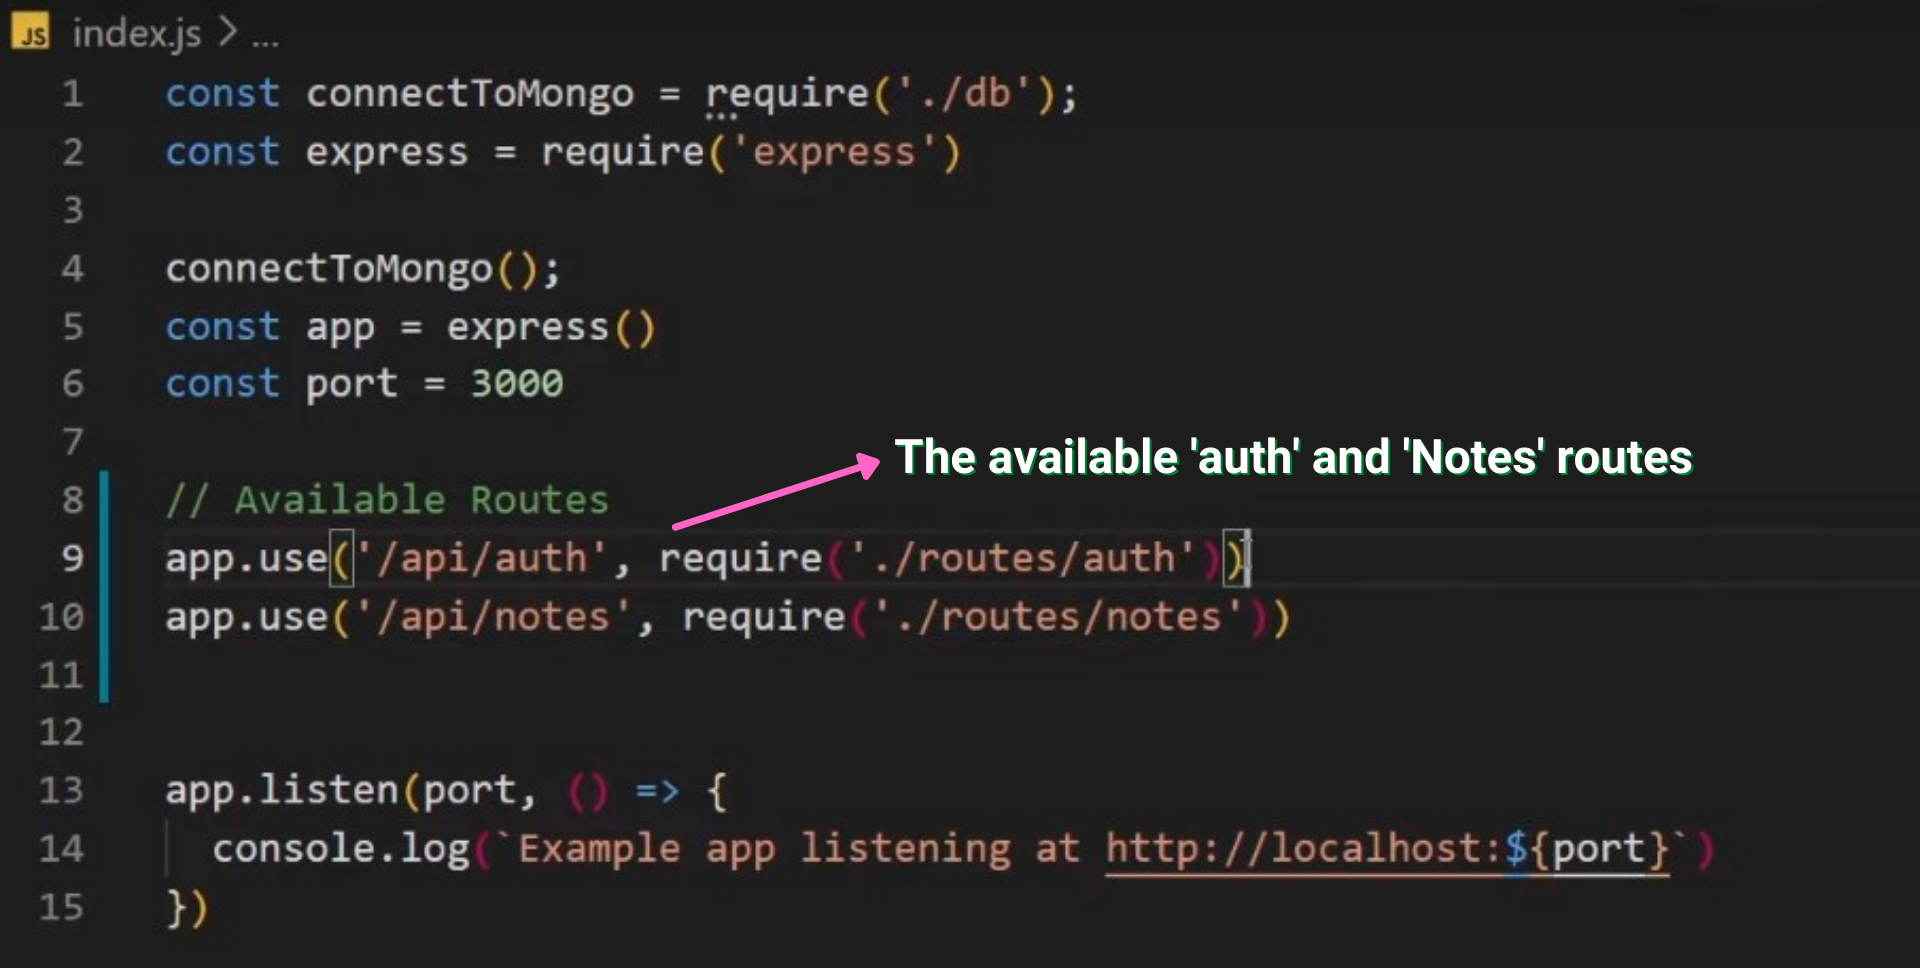 JS index.js > ...
1 const connectToMongo = require('./db');
2 const express = require('express')
3
4 connectToMongo();
5 const app = express()
6 const port = 3000
7
The available 'auth' and 'Notes' routes
8 // Available Routes
9 app.use('/api/auth', require('./routes/auth'))
10 app.use('/api/notes', require('./routes/notes'))
11
12
13 app.listen(port, () => {
14 console.log(`Example app listening at http://localhost:${port}`)
15 })